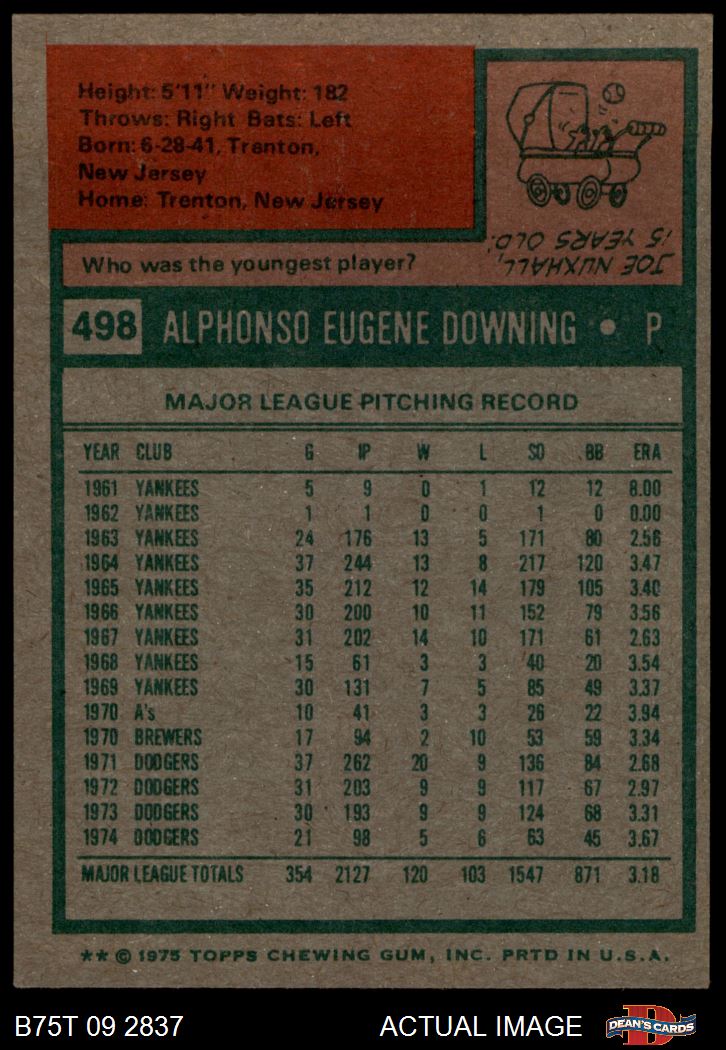 Height: 5'11" Weight: 182
Throws: Right Bats: Left
Born: 6-28-41, Trenton,
New Jersey
Home: Trenton, New Jersey
Who was the youngest player?
JOE NUXHALL,
15 YEARS OLD.
498 ALPHONSO EUGENE DOWNING • P
MAJOR LEAGUE PITCHING RECORD
YEAR CLUB G IP W L SO BB ERA
1961 YANKEES 5 9 0 1 12 12 8.00
1962 YANKEES 1 1 0 0 1 0 0.00
1963 YANKEES 24 176 13 5 171 80 2.56
1964 YANKEES 37 244 13 8 217 120 3.47
1965 YANKEES 35 212 12 14 179 105 3.40
1966 YANKEES 30 200 10 11 152 79 3.56
1967 YANKEES 31 202 14 10 171 61 2.63
1968 YANKEES 15 61 3 3 40 20 3.54
1969 YANKEES 30 131 7 5 85 49 3.37
1970 A's 10 41 3 3 26 22 3.94
1970 BREWERS 17 94 2 10 53 59 3.34
1971 DODGERS 37 262 20 9 136 84 2.68
1972 DODGERS 31 203 9 9 117 67 2.97
1973 DODGERS 30 193 9 9 124 68 3.31
1974 DODGERS 21 98 5 6 63 45 3.67
MAJOR LEAGUE TOTALS 354 2127 120 103 1547 871 3.18
** © 1975 TOPPS CHEWING GUM, INC. PRTD IN U.S.A.
B75T 09 2837 ACTUAL IMAGE DEAN'S CARDS